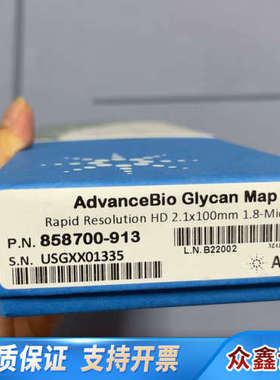 AdvanceBio Glycan Map
Rapid Resolution HD 2.1x100mm 1.8-Mic
P.N. 858700-913
S.N. USGXX01335
L.N.B22002
A
质保证 支持开票
众鑫